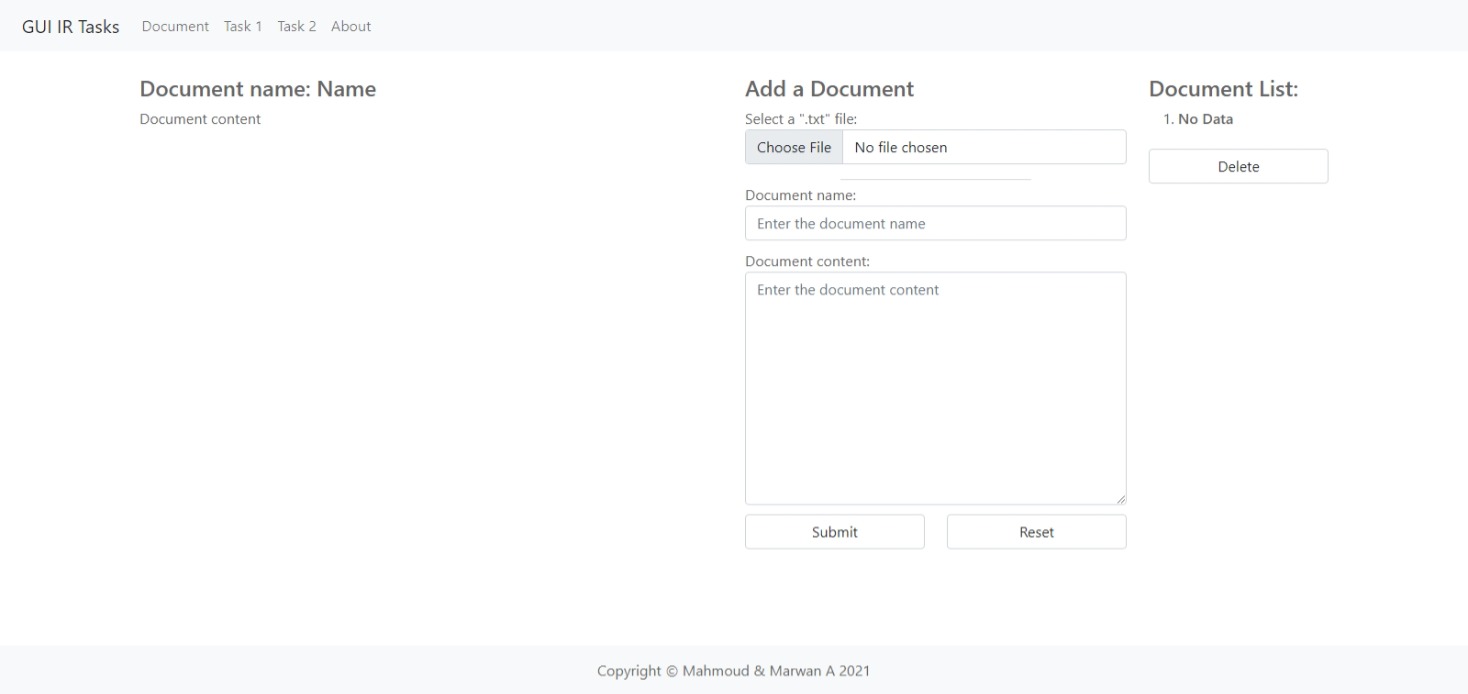 GUI IR Tasks Document Task 1 Task 2 About
Document name: Name
Document content
Add a Document
Select a ".txt" file:
Choose File No file chosen
Document name:
Enter the document name
Document content:
Enter the document content
Submit Reset
Document List:
1. No Data
Delete
Copyright © Mahmoud & Marwan A 2021